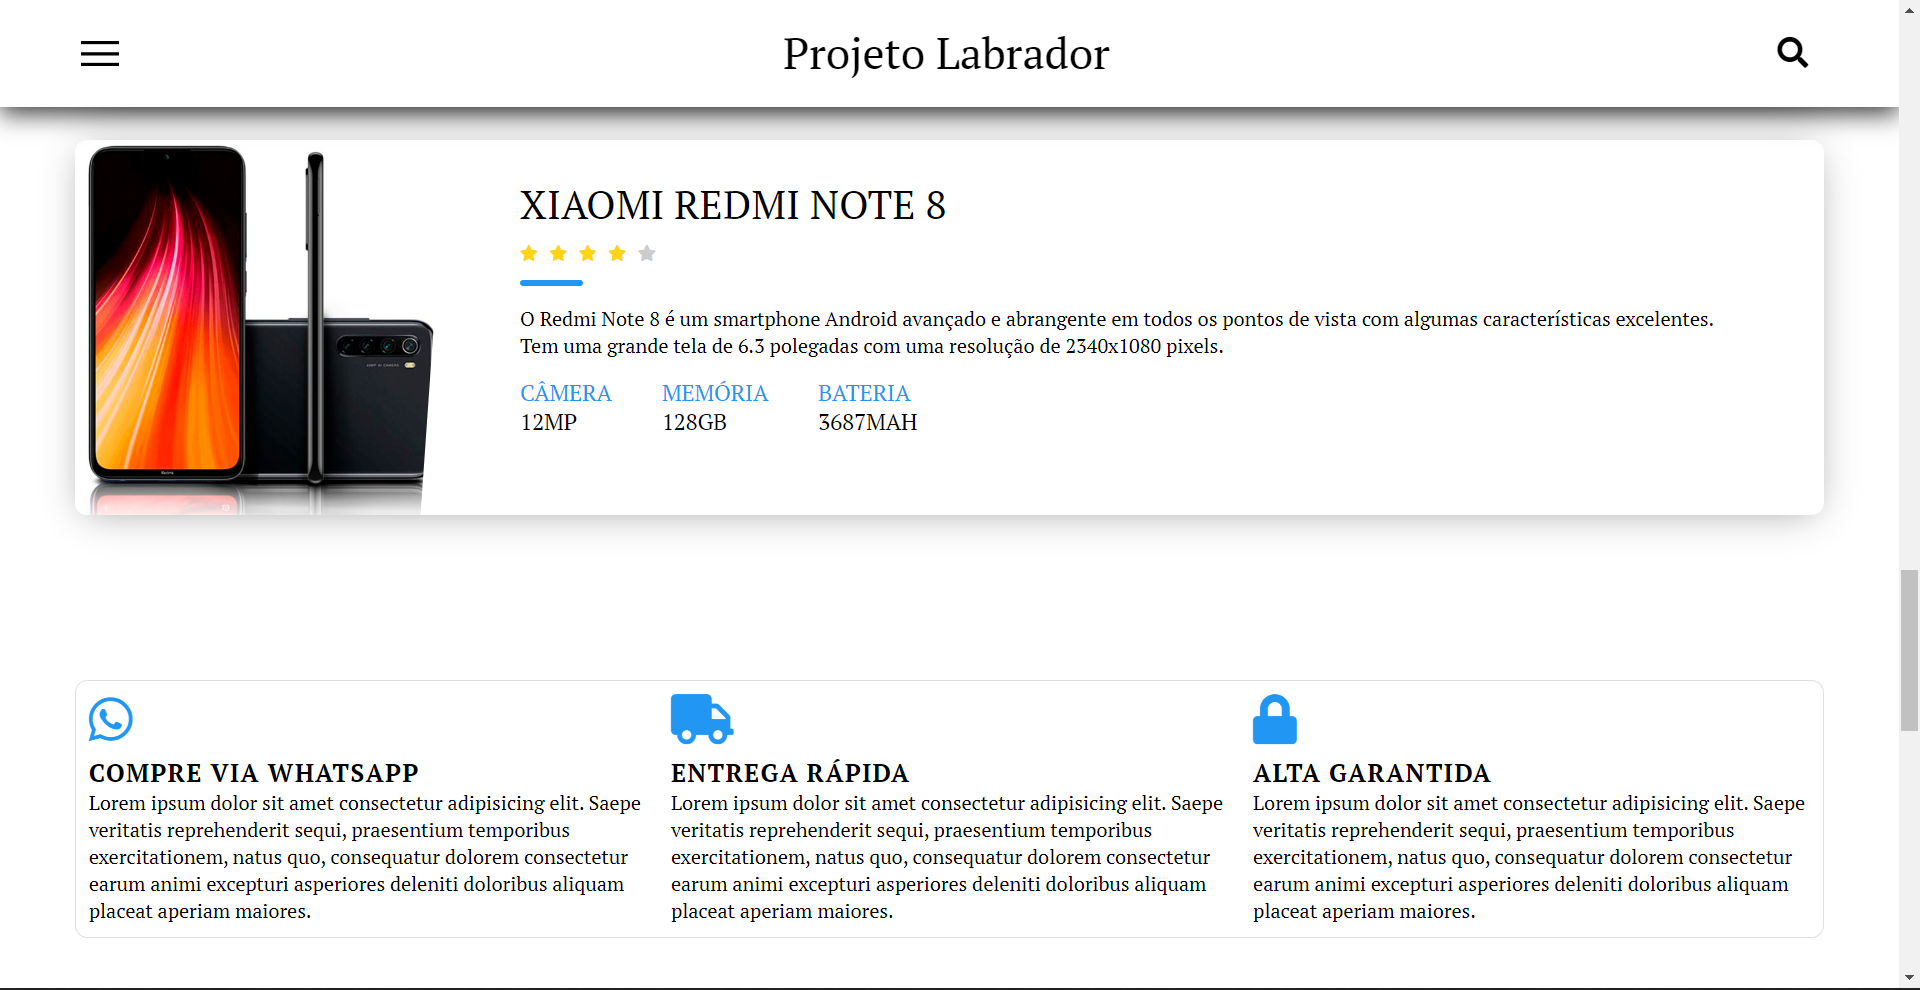 Projeto Labrador
XIAOMI REDMI NOTE 8
O Redmi Note 8 é um smartphone Android avançado e abrangente em todos os pontos de vista com algumas características excelentes.
Tem uma grande tela de 6.3 polegadas com uma resolução de 2340x1080 pixels.
CÂMERA
12MP
MEMÓRIA
128GB
BATERIA
3687MAH
COMPRE VIA WHATSAPP
Lorem ipsum dolor sit amet consectetur adipisicing elit. Saepe
veritatis reprehenderit sequi, praesentium temporibus
exercitationem, natus quo, consequatur dolorem consectetur
earum animi excepturi asperiores deleniti doloribus aliquam
placeat aperiam maiores.
ENTREGA RÁPIDA
Lorem ipsum dolor sit amet consectetur adipisicing elit. Saepe
veritatis reprehenderit sequi, praesentium temporibus
exercitationem, natus quo, consequatur dolorem consectetur
earum animi excepturi asperiores deleniti doloribus aliquam
placeat aperiam maiores.
ALTA GARANTIDA
Lorem ipsum dolor sit amet consectetur adipisicing elit. Saepe
veritatis reprehenderit sequi, praesentium temporibus
exercitationem, natus quo, consequatur dolorem consectetur
earum animi excepturi asperiores deleniti doloribus aliquam
placeat aperiam maiores.